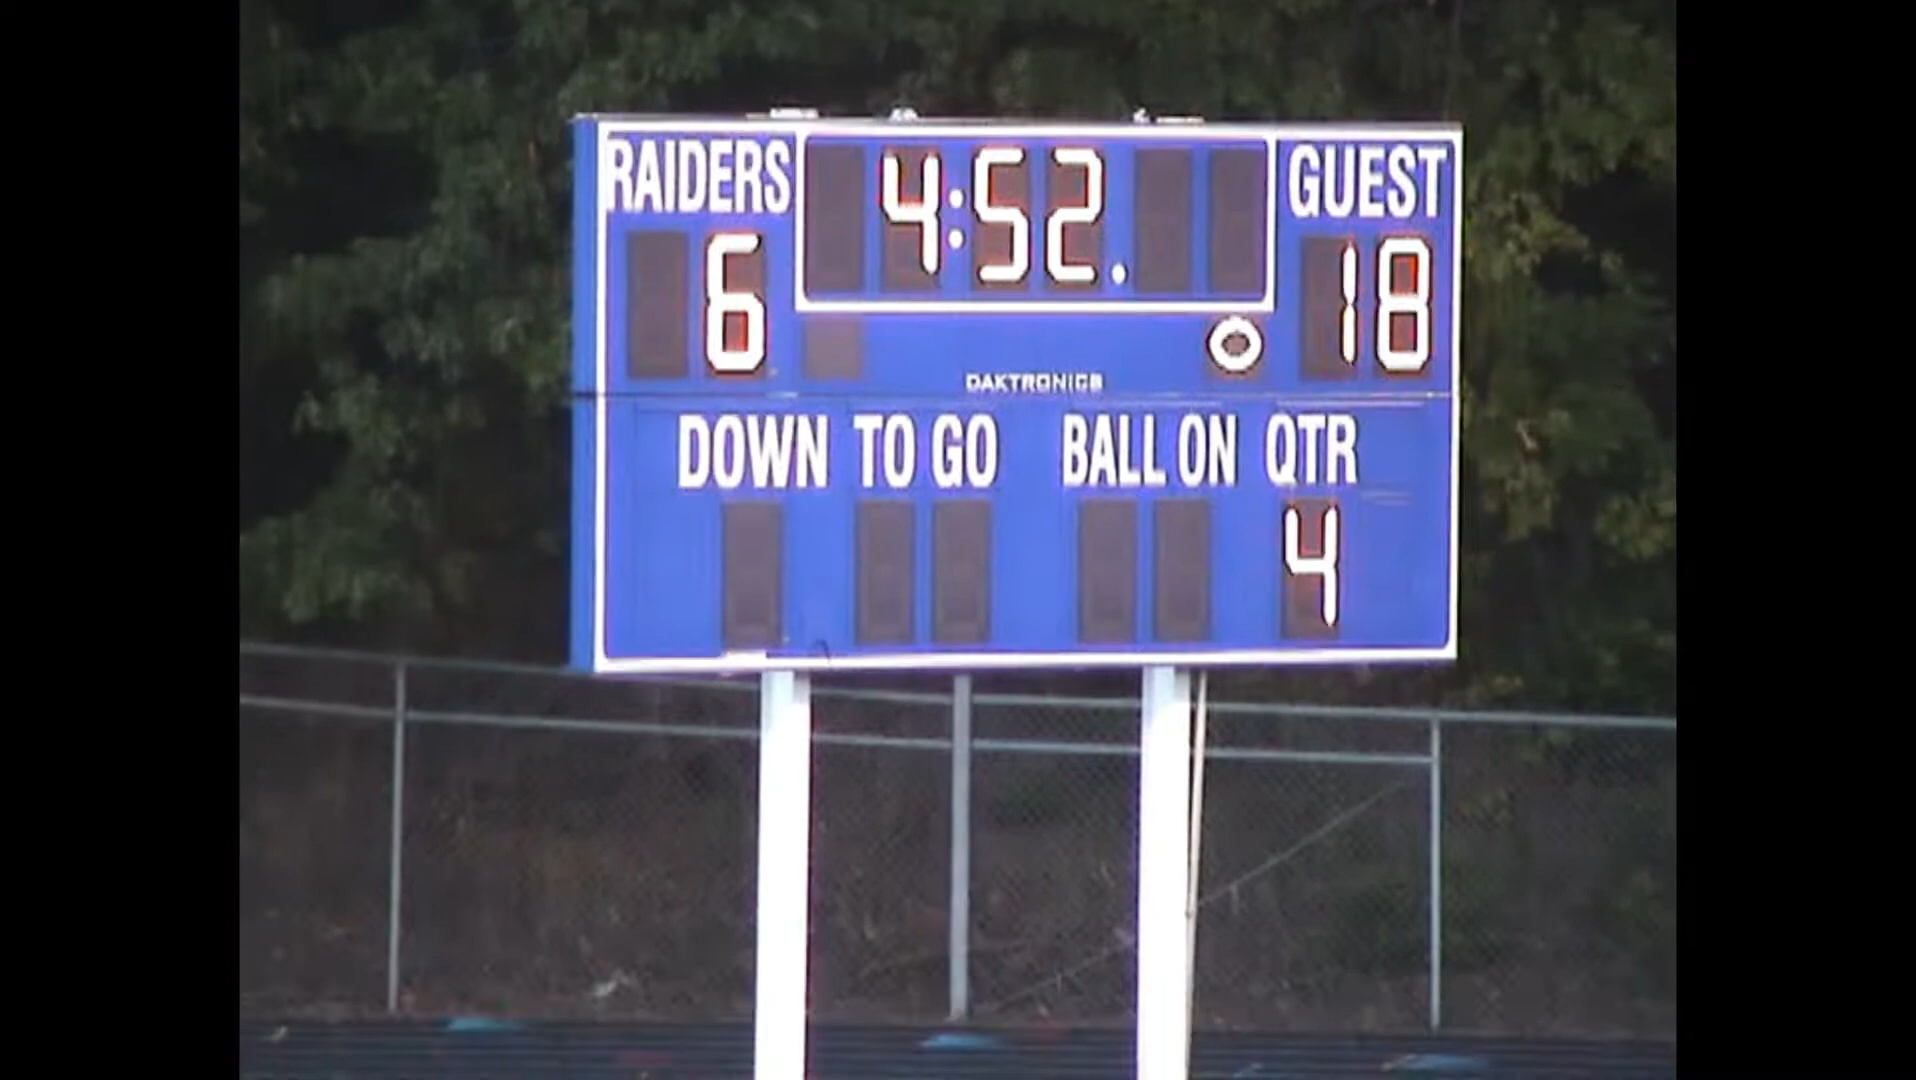 RAIDERS 4:52. GUEST
6 18
DAKTRONICS
DOWN TO GO BALL ON QTR
4